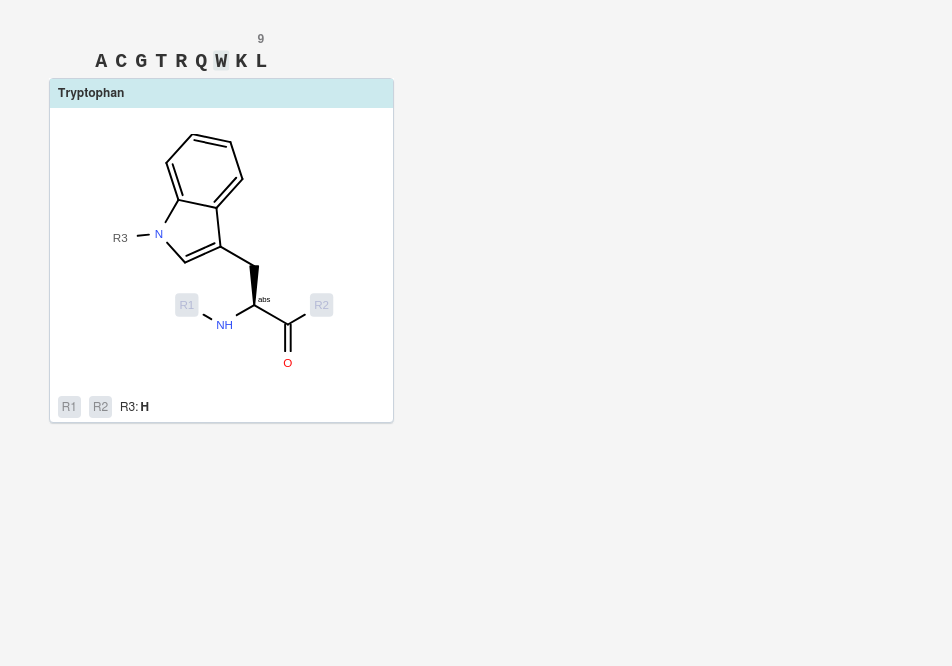 9
A C G T R Q W K L
Tryptophan
N
R3
abs
R1
R2
NH
O
R1 R2 R3: H